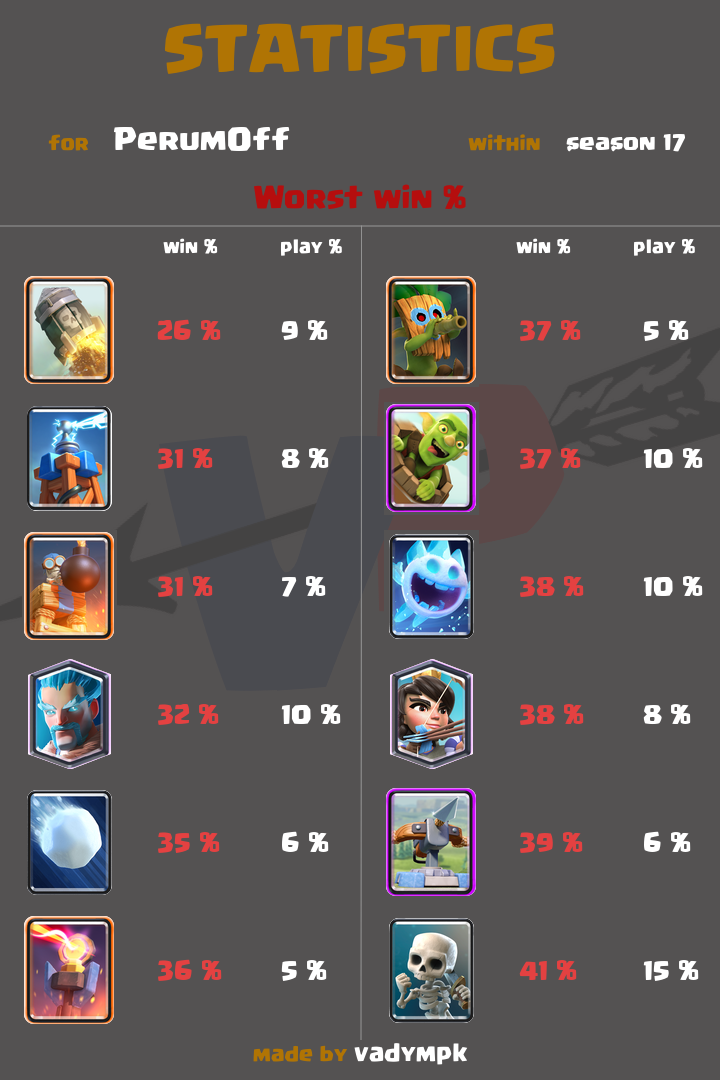 STATISTICS
for PerumOff within season 17
Worst win %
win % play % win % play %
26 % 9 % 37 % 5 %
31 % 8 % 37 % 10 %
31 % 7 % 38 % 10 %
32 % 10 % 38 % 8 %
35 % 6 % 39 % 6 %
36 % 5 % 41 % 15 %
VP
made by vadympk